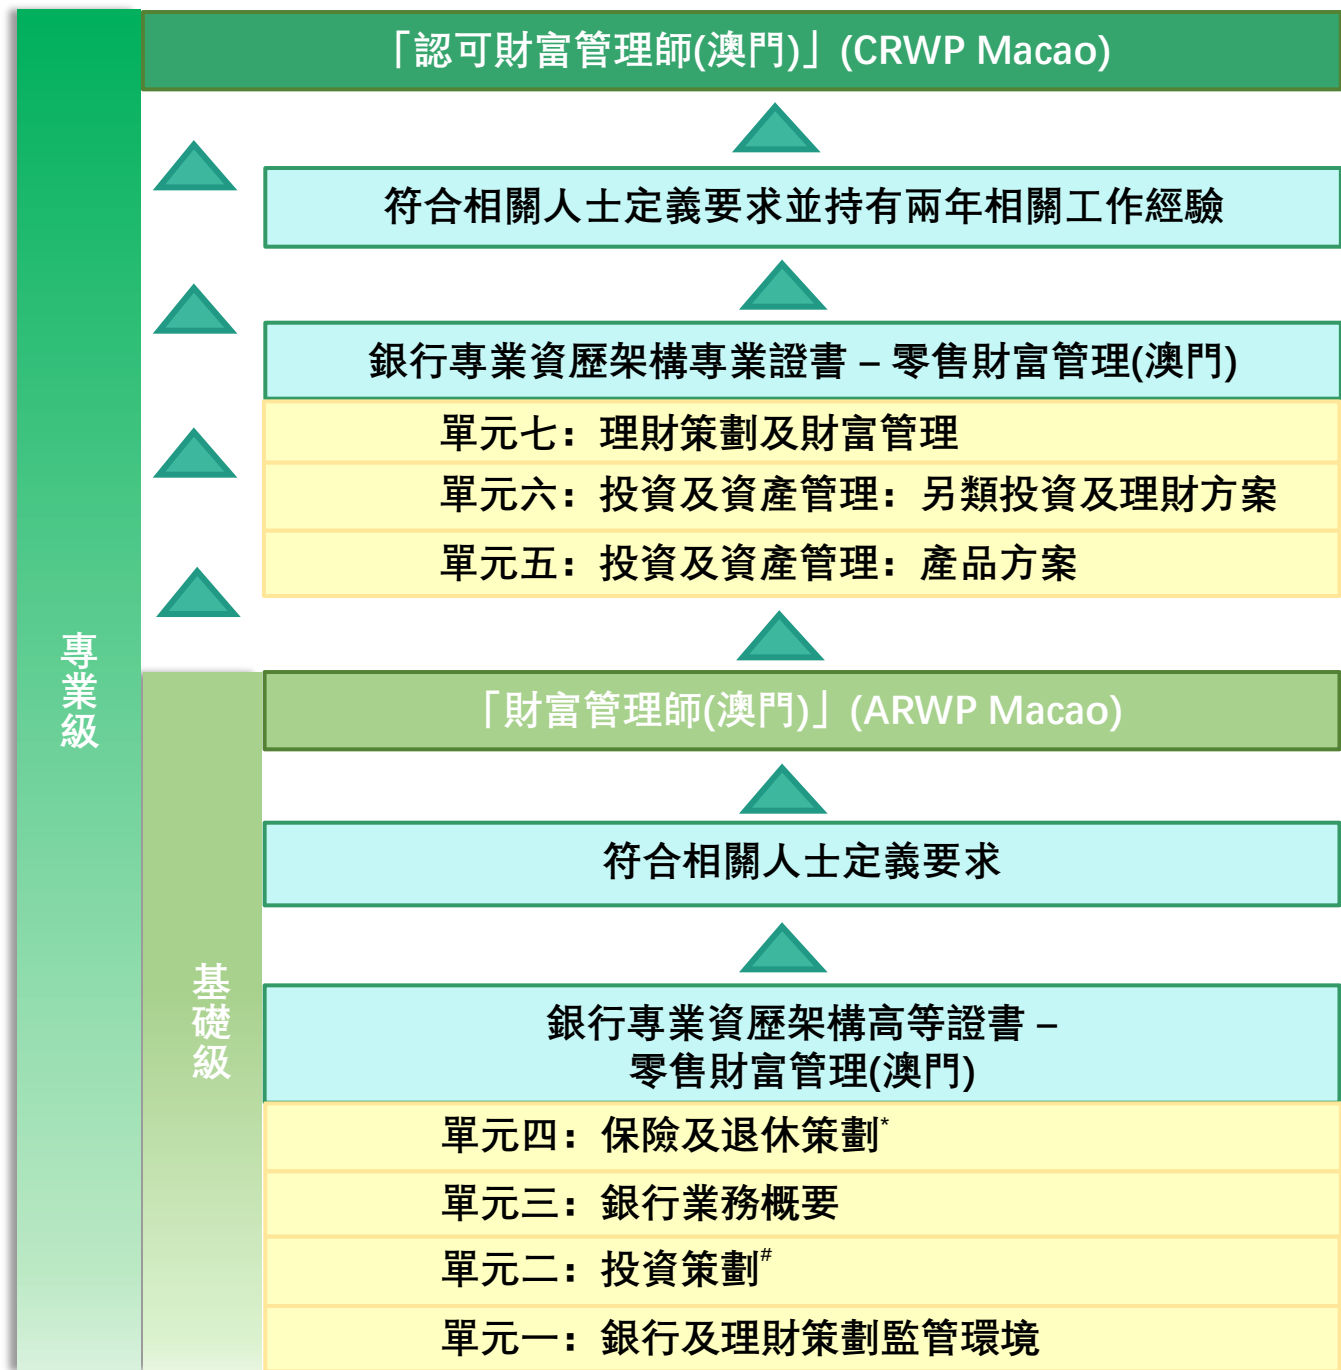 「認可財富管理師(澳門)」(CRWP Macao)
符合相關人士定義要求並持有兩年相關工作經驗
銀行專業資歷架構專業證書 – 零售財富管理(澳門)
單元七：理財策劃及財富管理
單元六：投資及資產管理：另類投資及理財方案
單元五：投資及資產管理：產品方案
專業級
「財富管理師(澳門)」(ARWP Macao)
符合相關人士定義要求
基礎級
銀行專業資歷架構高等證書 –
零售財富管理(澳門)
單元四：保險及退休策劃*
單元三：銀行業務概要
單元二：投資策劃#
單元一：銀行及理財策劃監管環境